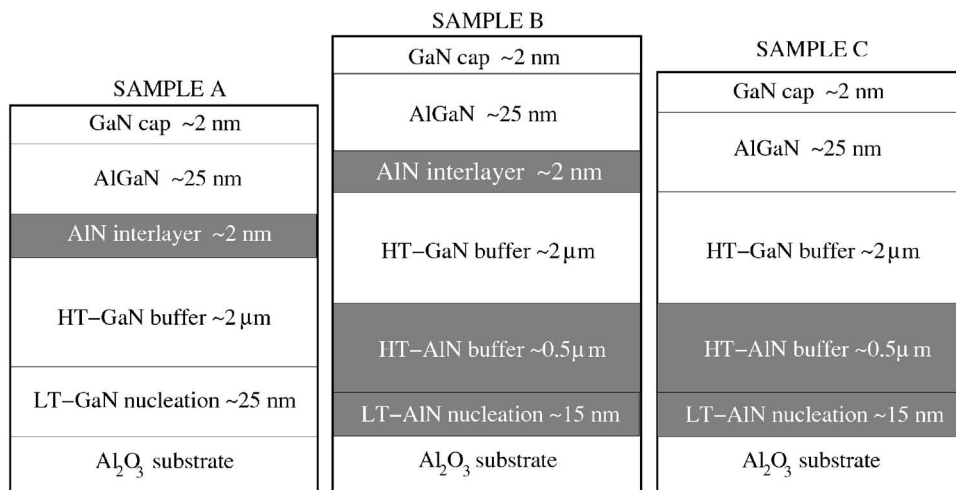 SAMPLE A
GaN cap ~2 nm
AlGaN ~25 nm
AlN interlayer ~2 nm
HT−GaN buffer ~2 μm
LT−GaN nucleation ~25 nm
Al₂O₃ substrate
SAMPLE B
GaN cap ~2 nm
AlGaN ~25 nm
AlN interlayer ~2 nm
HT−GaN buffer ~2 μm
HT−AlN buffer ~0.5μ m
LT−AlN nucleation ~15 nm
Al₂O₃ substrate
SAMPLE C
GaN cap ~2 nm
AlGaN ~25 nm
HT−GaN buffer ~2 μm
HT−AlN buffer ~0.5μ m
LT−AlN nucleation ~15 nm
Al₂O₃ substrate